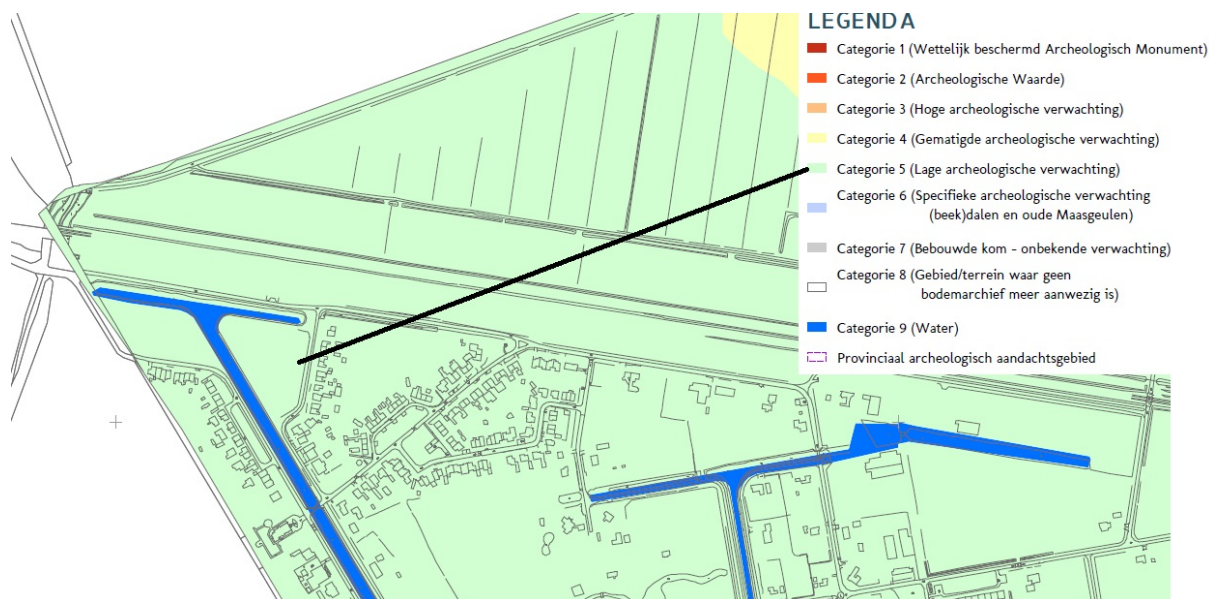 LEGENDA
Categorie 1 (Wettelijk beschermd Archeologisch Monument)
Categorie 2 (Archeologische Waarde)
Categorie 3 (Hoge archeologische verwachting)
Categorie 4 (Gematigde archeologische verwachting)
Categorie 5 (Lage archeologische verwachting)
Categorie 6 (Specifieke archeologische verwachting
(beek)dalen en oude Maasgeulen)
Categorie 7 (Bebouwde kom - onbekende verwachting)
Categorie 8 (Gebied/terrein waar geen
bodemarchief meer aanwezig is)
Categorie 9 (Water)
Provinciaal archeologisch aandachtsgebied